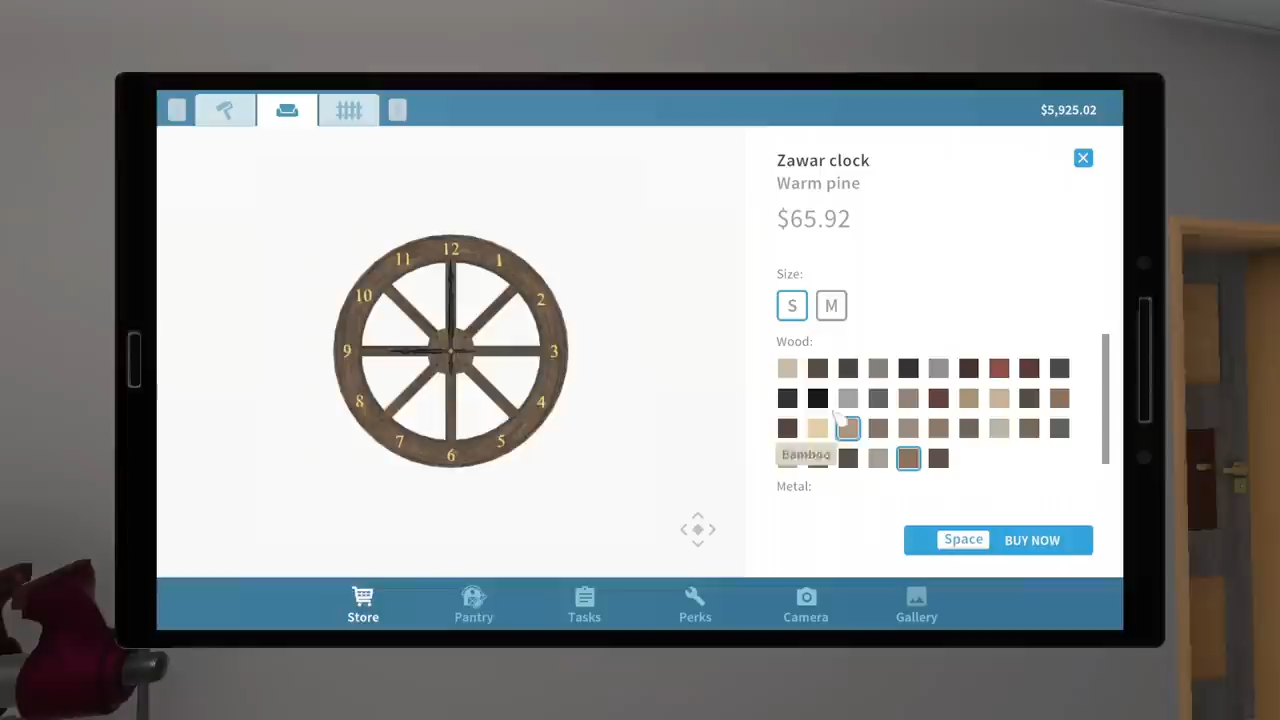 $5,925.02
Zawar clock
Warm pine
$65.92
Size:
S
M
Wood:
Bamboo
Metal:
Space
BUY NOW
12
1
2
3
4
5
6
7
8
9
10
11
Store
Pantry
Tasks
Perks
Camera
Gallery